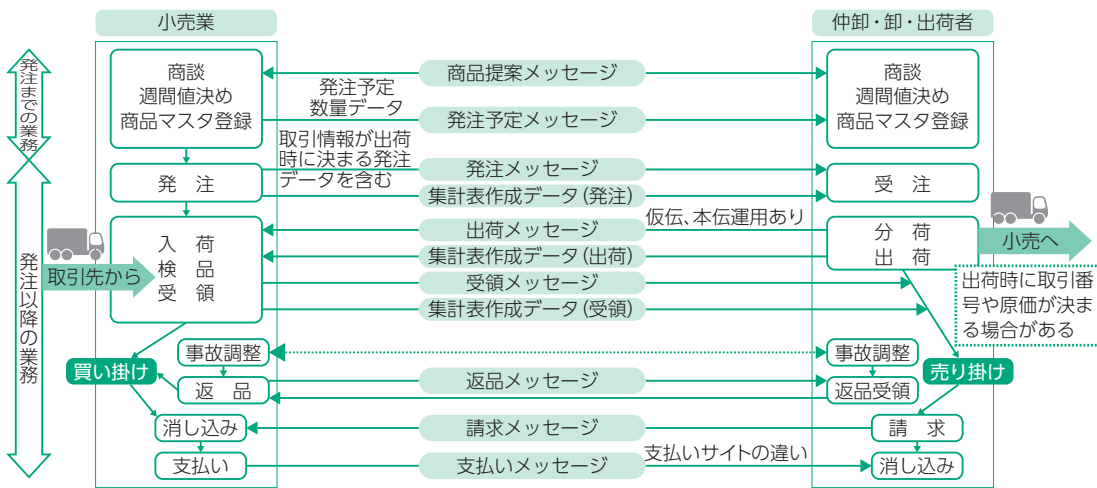 小売業
仲卸・卸・出荷者
発注までの業務
商談
週間値決め
商品マスタ登録
商品提案メッセージ
商談
週間値決め
商品マスタ登録
発注予定
数量データ
発注予定メッセージ
取引情報が出荷
時に決まる発注
データを含む
発　注
発注メッセージ
受　注
集計表作成データ（発注）
仮伝、本伝運用あり
発注以降の業務
取引先から
入　荷
検　品
受　領
出荷メッセージ
集計表作成データ（出荷）
受領メッセージ
集計表作成データ（受領）
分　荷
出　荷
小売へ
出荷時に取引番
号や原価が決ま
る場合がある
買い掛け
事故調整
返　品
返品メッセージ
事故調整
返品受領
売り掛け
消し込み
請求メッセージ
請　求
支払い
支払いメッセージ
支払いサイトの違い
消し込み